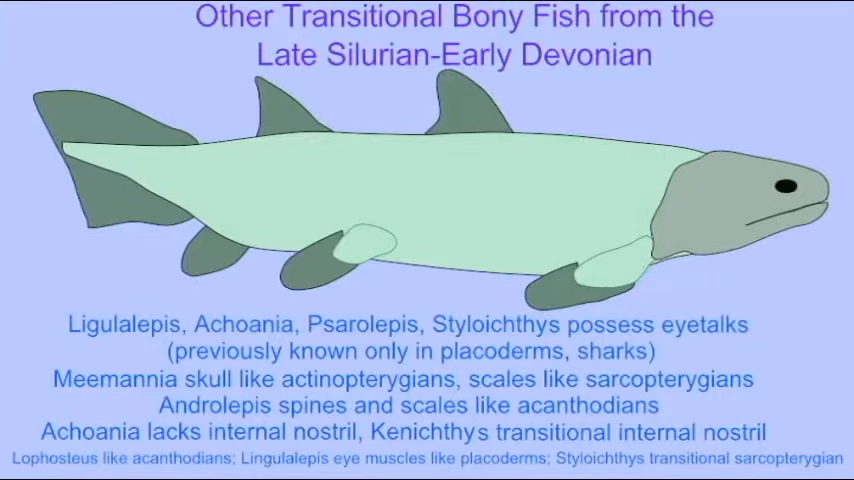 Other Transitional Bony Fish from the
Late Silurian-Early Devonian
Ligulalepis, Achoania, Psarolepis, Styloichthys possess eyetalks
(previously known only in placoderms, sharks)
Meemannia skull like actinopterygians, scales like sarcopterygians
Androlepis spines and scales like acanthodians
Achoania lacks internal nostril, Kenichthys transitional internal nostril
Lophosteus like acanthodians; Lingulalepis eye muscles like placoderms; Styloichthys transitional sarcopterygian